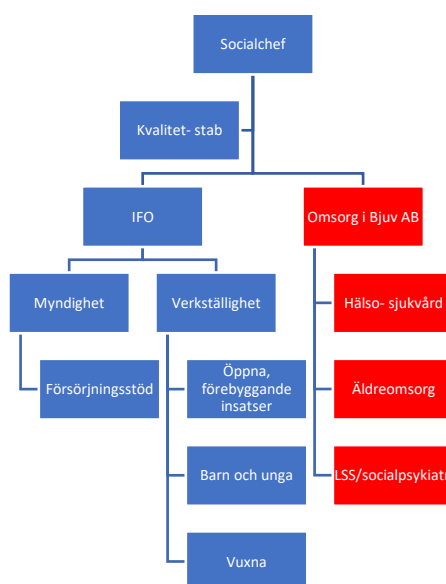 Socialchef
Kvalitet- stab
IFO
Omsorg i Bjuv AB
Myndighet
Verkställighet
Hälso- sjukvård
Försörjningsstöd
Öppna,
förebyggande
insatser
Äldreomsorg
Barn och unga
LSS/socialpsykiatr
Vuxna